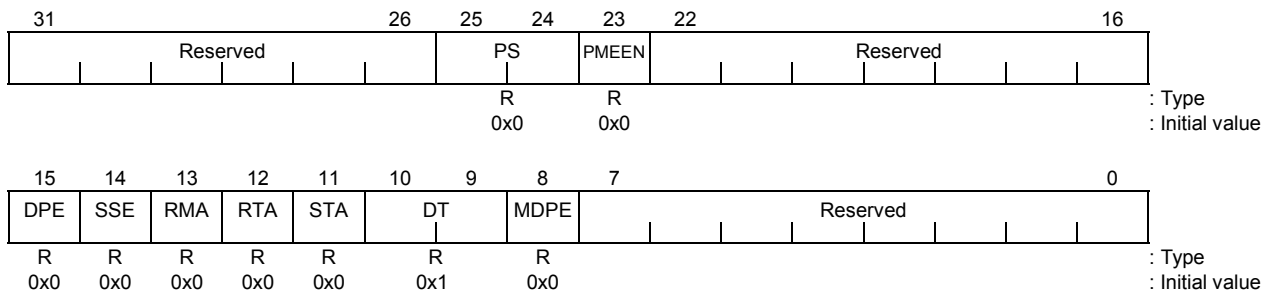 31 26 25 24 23 22 16
Reserved PS PMEEN Reserved
R R : Type
0x0 0x0 : Initial value
15 14 13 12 11 10 9 8 7 0
DPE SSE RMA RTA STA DT MDPE Reserved
R R R R R R R : Type
0x0 0x0 0x0 0x0 0x0 0x1 0x0 : Initial value